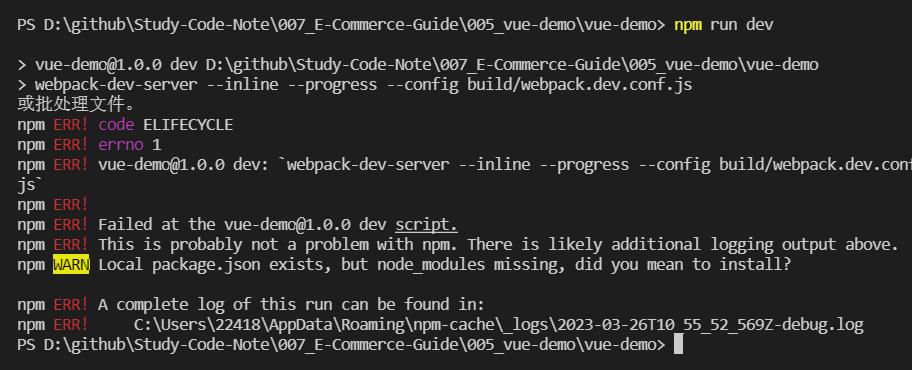 PS D:\github\Study-Code-Note\007_E-Commerce-Guide\005_vue-demo\vue-demo> npm run dev
> vue-demo@1.0.0 dev D:\github\Study-Code-Note\007_E-Commerce-Guide\005_vue-demo\vue-demo
> webpack-dev-server --inline --progress --config build/webpack.dev.conf.js
或批处理文件。
npm ERR! code ELIFECYCLE
npm ERR! errno 1
npm ERR! vue-demo@1.0.0 dev: `webpack-dev-server --inline --progress --config build/webpack.dev.conf
js`
npm ERR!
npm ERR! Failed at the vue-demo@1.0.0 dev script.
npm ERR! This is probably not a problem with npm. There is likely additional logging output above.
npm WARN Local package.json exists, but node_modules missing, did you mean to install?
npm ERR! A complete log of this run can be found in:
npm ERR!     C:\Users\22418\AppData\Roaming\npm-cache\_logs\2023-03-26T10_55_52_569Z-debug.log
PS D:\github\Study-Code-Note\007_E-Commerce-Guide\005_vue-demo\vue-demo>